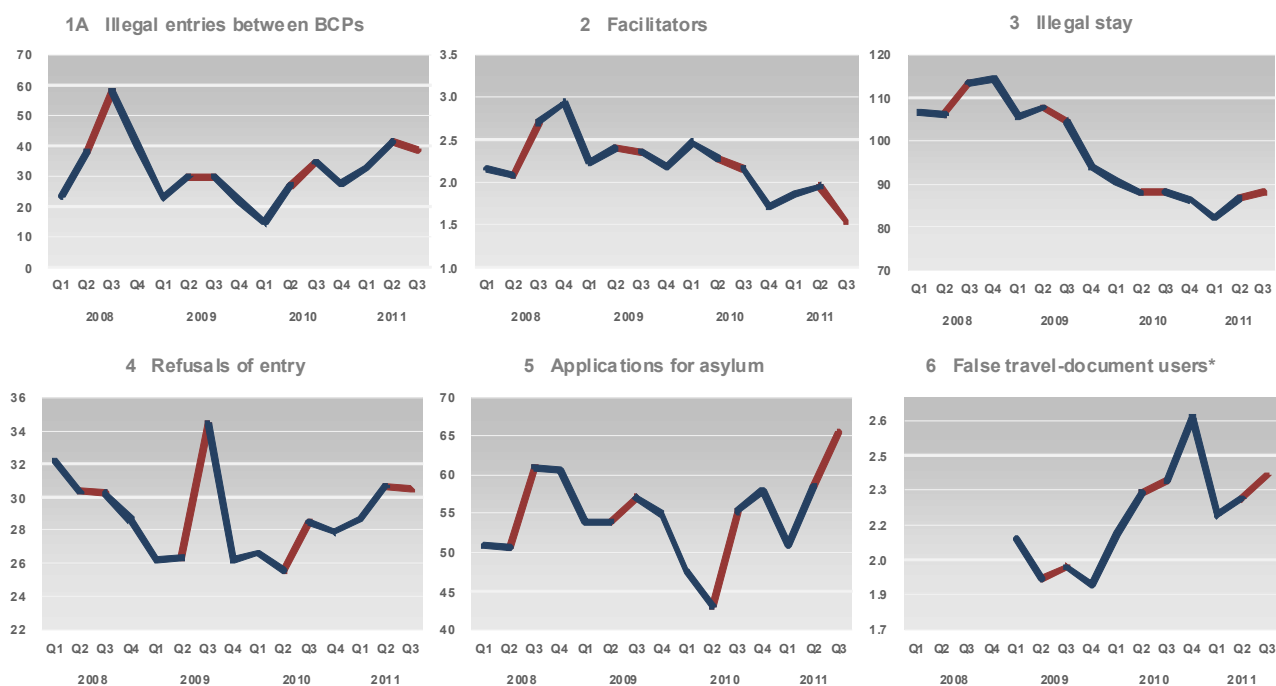 1A Illegal entries between BCPs
70
60
50
40
30
20
10
0
Q1 Q2 Q3 Q4 Q1 Q2 Q3 Q4 Q1 Q2 Q3 Q4 Q1 Q2 Q3
2008 2009 2010 2011
2 Facilitators
3.5
3.0
2.5
2.0
1.5
1.0
Q1 Q2 Q3 Q4 Q1 Q2 Q3 Q4 Q1 Q2 Q3 Q4 Q1 Q2 Q3
2008 2009 2010 2011
3 Illegal stay
120
110
100
90
80
70
Q1 Q2 Q3 Q4 Q1 Q2 Q3 Q4 Q1 Q2 Q3 Q4 Q1 Q2 Q3
2008 2009 2010 2011
4 Refusals of entry
36
34
32
30
28
26
24
22
Q1 Q2 Q3 Q4 Q1 Q2 Q3 Q4 Q1 Q2 Q3 Q4 Q1 Q2 Q3
2008 2009 2010 2011
5 Applications for asylum
70
65
60
55
50
45
40
Q1 Q2 Q3 Q4 Q1 Q2 Q3 Q4 Q1 Q2 Q3 Q4 Q1 Q2 Q3
2008 2009 2010 2011
6 False travel-document users*
2.6
2.5
2.3
2.2
2.0
1.9
1.7
Q1 Q2 Q3 Q4 Q1 Q2 Q3 Q4 Q1 Q2 Q3 Q4 Q1 Q2 Q3
2008 2009 2010 2011